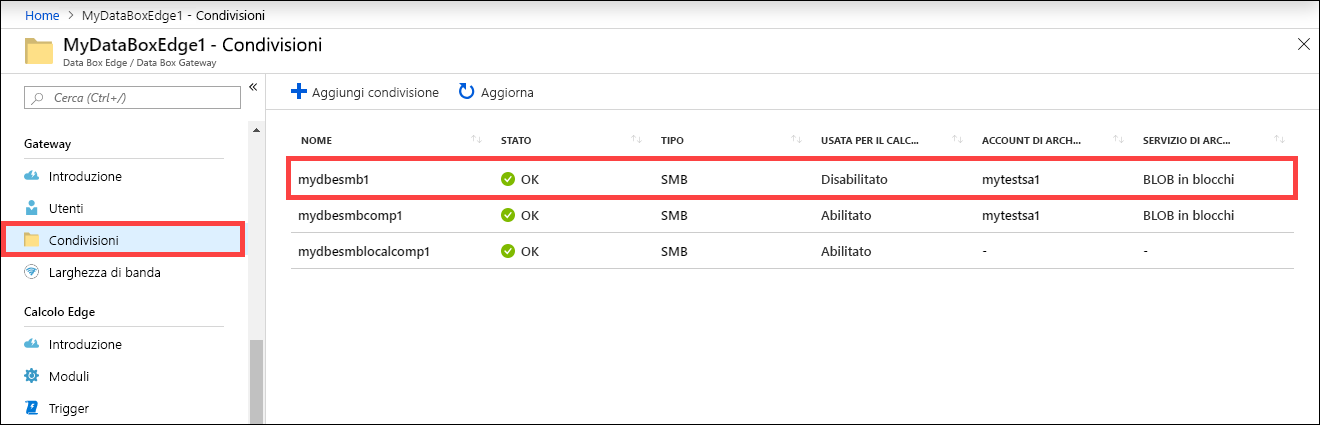 Home > MyDataBoxEdge1 - Condivisioni
MyDataBoxEdge1 - Condivisioni
Data Box Edge / Data Box Gateway
Cerca (Ctrl+/)
Gateway
Introduzione
Utenti
Condivisioni
Larghezza di banda
Calcolo Edge
Introduzione
Moduli
Trigger
Aggiungi condivisione Aggiorna
NOME STATO TIPO USATA PER IL CALC... ACCOUNT DI ARCH... SERVIZIO DI ARC...
mydbesmb1 OK SMB Disabilitato mytestsa1 BLOB in blocchi
mydbesmbcomp1 OK SMB Abilitato mytestsa1 BLOB in blocchi
mydbesmblocalcomp1 OK SMB Abilitato - -